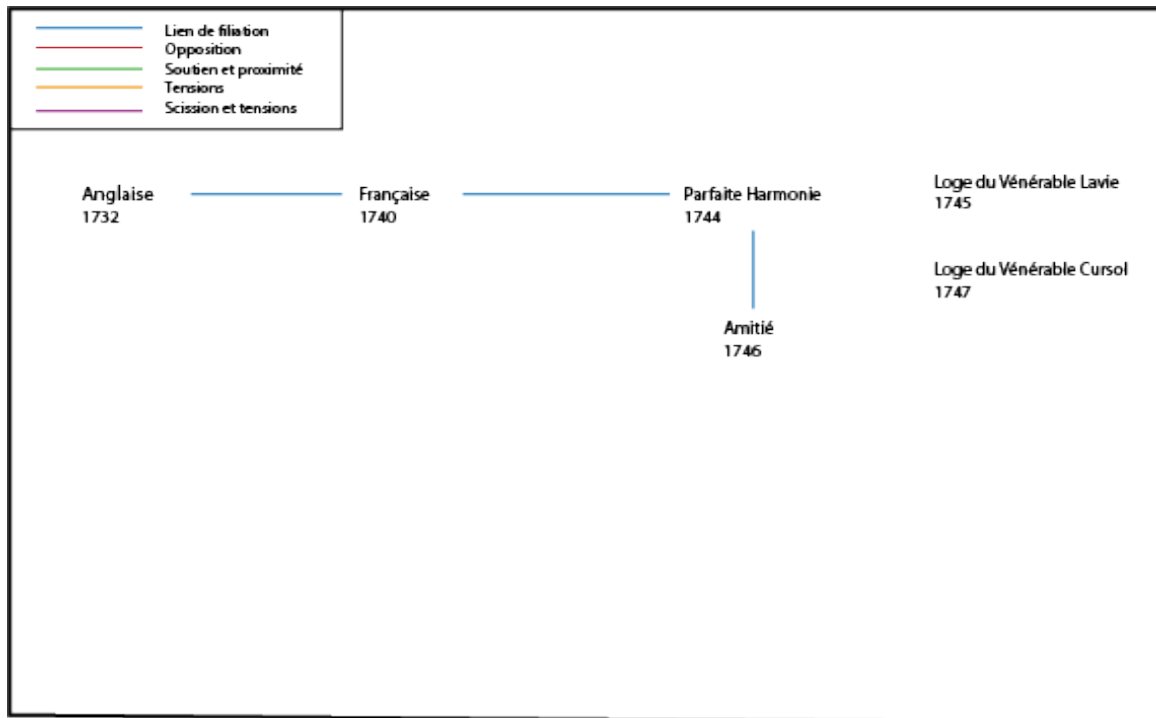 Lien de filiation
Opposition
Soutien et proximité
Tensions
Scission et tensions
Anglaise
1732
Française
1740
Parfaite Harmonie
1744
Loge du Vénérable Lavie
1745
Loge du Vénérable Cursol
1747
Amitié
1746